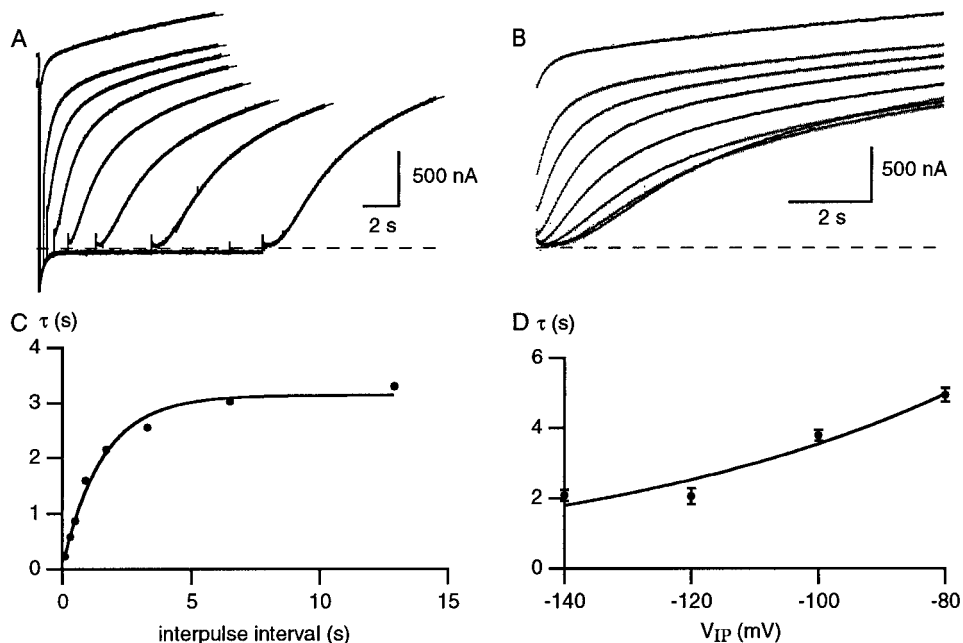 A
B
500 nA
2 s
500 nA
2 s
C τ (s)
4
3
2
1
0
0 5 10 15
interpulse interval (s)
D τ (s)
6
4
2
0
-140 -120 -100 -80
V_IP (mV)